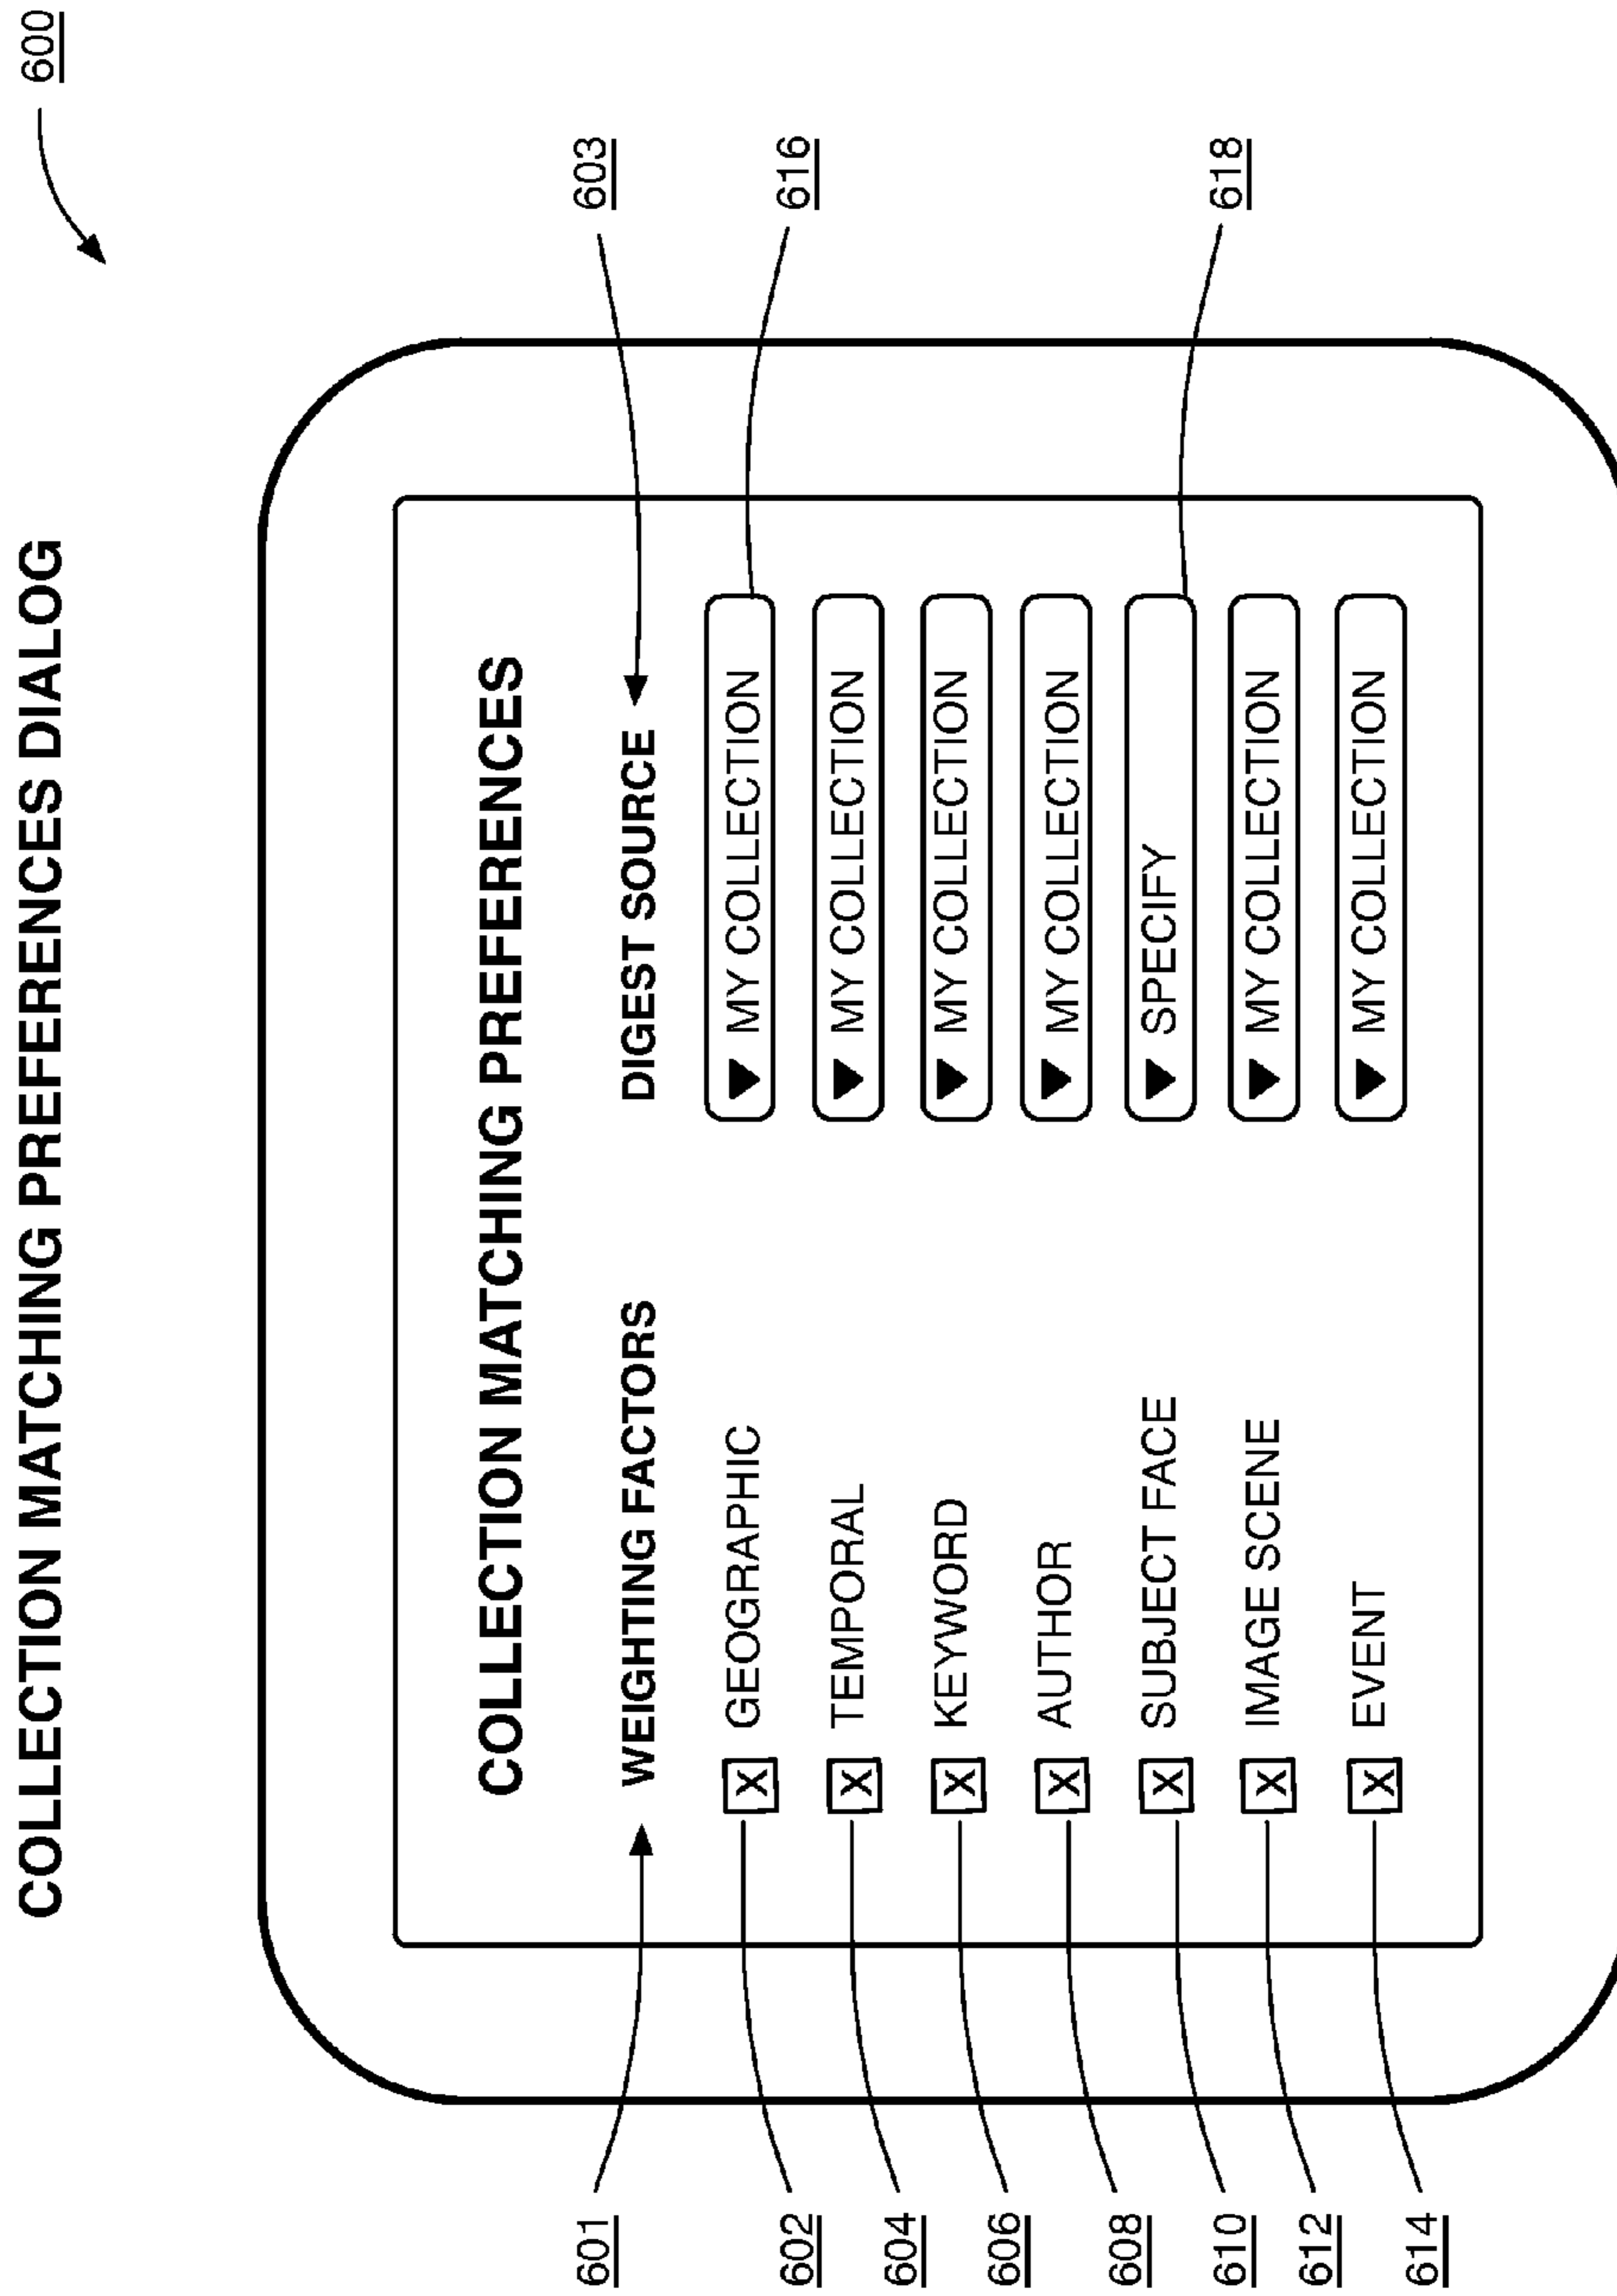 COLLECTION MATCHING PREFERENCES DIALOG
600
COLLECTION MATCHING PREFERENCES
601 WEIGHTING FACTORS DIGEST SOURCE 603
602 X GEOGRAPHIC ▼ MY COLLECTION 616
604 X TEMPORAL ▼ MY COLLECTION
606 X KEYWORD ▼ MY COLLECTION
608 X AUTHOR ▼ MY COLLECTION
610 X SUBJECT FACE ▼ SPECIFY 618
612 X IMAGE SCENE ▼ MY COLLECTION
614 X EVENT ▼ MY COLLECTION